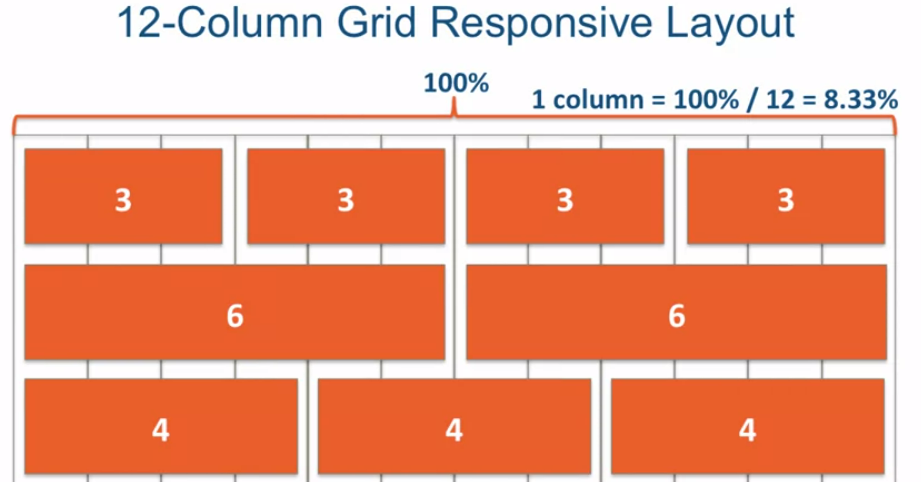 12-Column Grid Responsive Layout
100%
1 column = 100% / 12 = 8.33%
3 3 3 3
6 6
4 4 4